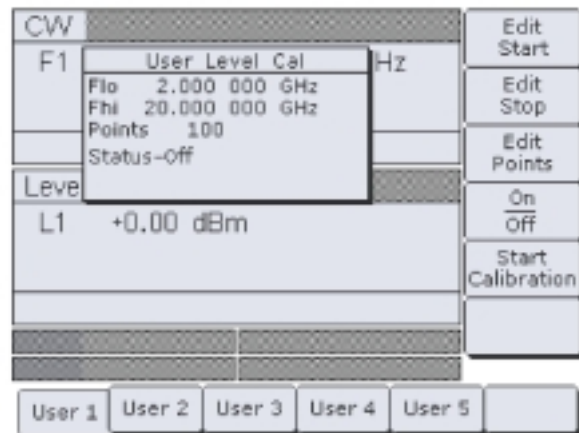 CW
F1 Hz
User Level Cal
Flo 2.000 000 GHz
Fhi 20.000 000 GHz
Points 100
Status-Off
Leve
L1 +0.00 dBm
Edit
Start
Edit
Stop
Edit
Points
On
Off
Start
Calibration
User 1 User 2 User 3 User 4 User 5